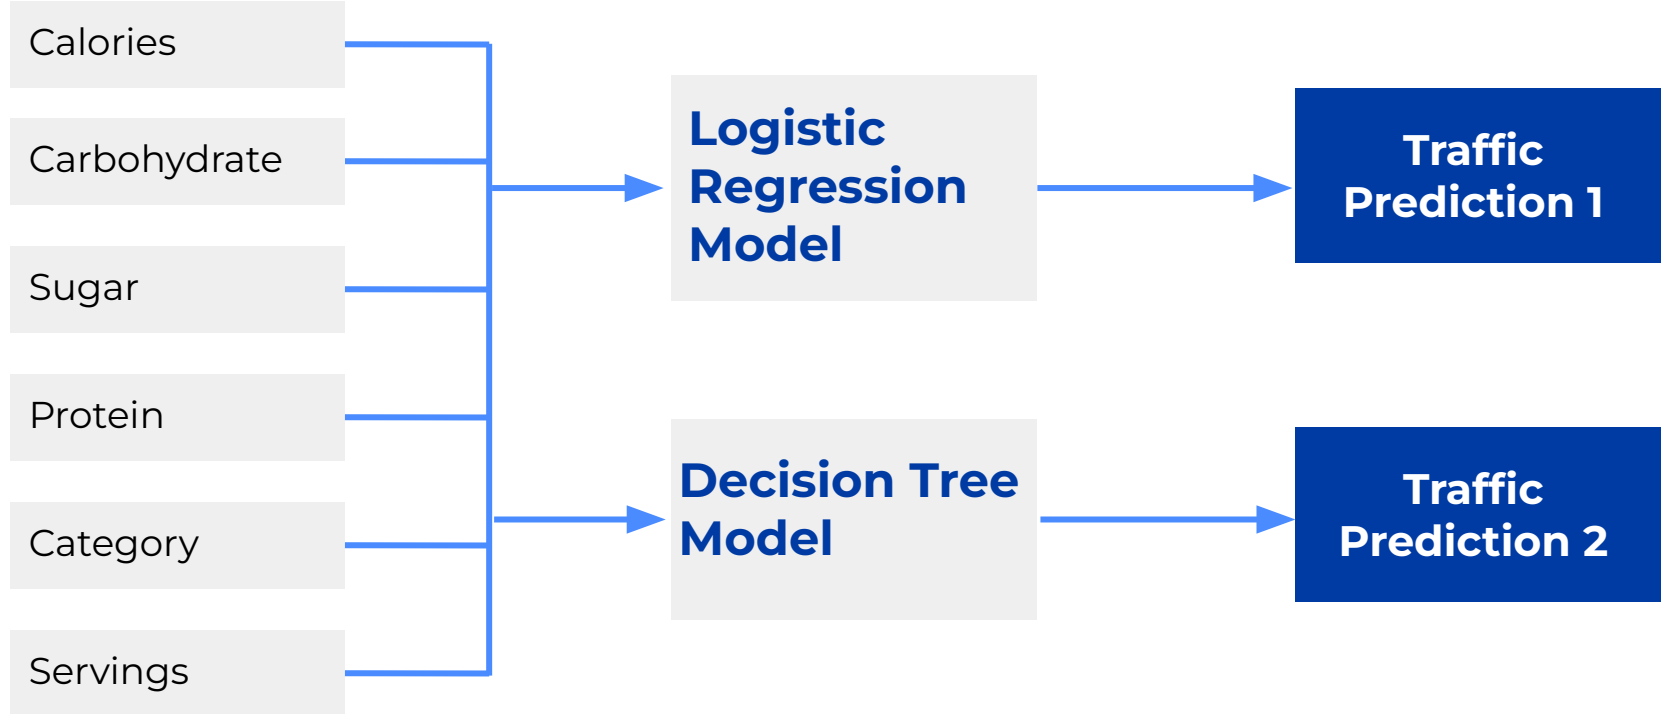 Calories
Carbohydrate
Sugar
Protein
Category
Servings
Logistic
Regression
Model
Decision Tree
Model
Traffic
Prediction 1
Traffic
Prediction 2